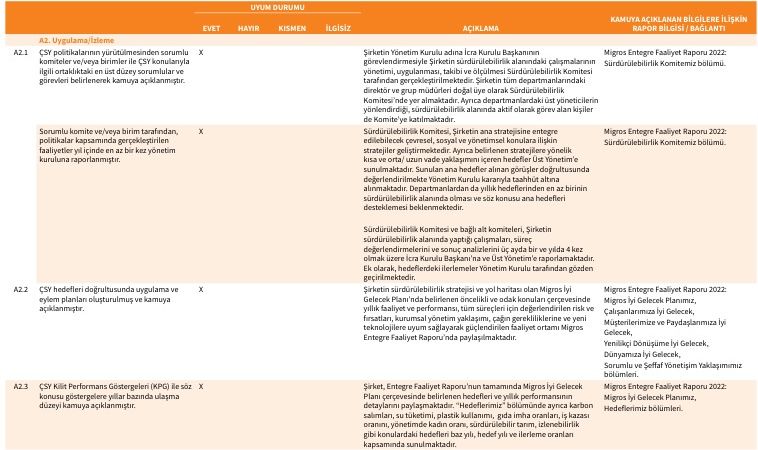 UYUM DURUMU
EVET HAYIR KISMEN İLGİSİZ AÇIKLAMA
KAMUYA AÇIKLANAN BİLGİLERE İLİŞKİN
RAPOR BİLGİSİ / BAĞLANTI
A2. Uygulama/İzleme
A2.1
ÇSY politikalarının yürütülmesinden sorumlu
komiteler ve/veya birimler ile ÇSY konularıyla
ilgili ortaklıktaki en üst düzey sorumlular ve
görevleri belirlenerek kamuya açıklanmıştır.
X
Şirketin Yönetim Kurulu adına İcra Kurulu Başkanının
görevlendirmesiyle Şirketin sürdürülebilirlik alanındaki çalışmalarının
yönetimi, uygulanması, takibi ve ölçülmesi Sürdürülebilirlik Komitesi
tarafından gerçekleştirilmektedir. Şirketin tüm departmanlarındaki
direktör ve grup müdürleri doğal üye olarak Sürdürülebilirlik
Komitesi'nde yer almaktadır. Ayrıca departmanlardaki üst yöneticilerin
yönlendirdiği, sürdürülebilirlik alanında aktif olarak görev alan kişiler
de Komite'ye katılmaktadır.
Migros Entegre Faaliyet Raporu 2022:
Sürdürülebilirlik Komitemiz bölümü.
Sorumlu komite ve/veya birim tarafından,
politikalar kapsamında gerçekleştirilen
faaliyetler yıl içinde en az bir kez yönetim
kuruluna raporlanmıştır.
X
Sürdürülebilirlik Komitesi, Şirketin ana stratejisine entegre
edilebilecek çevresel, sosyal ve yönetimsel konulara ilişkin
stratejiler geliştirmektedir. Ayrıca belirlenen stratejilere yönelik
kısa ve orta/ uzun vade yaklaşımını içeren hedefler Üst Yönetim'e
sunulmaktadır. Sunulan ana hedefler alınan görüşler doğrultusunda
değerlendirilmekte Yönetim Kurulu kararıyla taahhüt altına
alınmaktadır. Departmanlardan da yıllık hedeflerinden en az birinin
sürdürülebilirlik alanında olması ve söz konusu ana hedefleri
desteklemesi beklenmektedir.
Sürdürülebilirlik Komitesi ve bağlı alt komiteleri, Şirketin
sürdürülebilirlik alanında yaptığı çalışmaları, süreç
değerlendirmelerini ve sonuç analizlerini üç ayda bir ve yılda 4 kez
olmak üzere İcra Kurulu Başkanı'na ve Üst Yönetim'e raporlamaktadır.
Ek olarak, hedeflerdeki ilerlemeler Yönetim Kurulu tarafından gözden
geçirilmektedir.
Migros Entegre Faaliyet Raporu 2022:
Sürdürülebilirlik Komitemiz bölümü.
A2.2
ÇSY hedefleri doğrultusunda uygulama ve
eylem planları oluşturulmuş ve kamuya
açıklanmıştır.
X
Şirketin sürdürülebilirlik stratejisi ve yol haritası olan Migros İyi
Gelecek Planı'nda belirlenen öncelikli ve odak konuları çerçevesinde
yıllık faaliyet ve performansı, tüm süreçler için değerlendirilen risk ve
fırsatları, kurumsal yönetim yaklaşımı, çağın gerekliliklerine ve yeni
teknolojilere uyum sağlayarak güçlendirilen faaliyet ortamı Migros
Entegre Faaliyet Raporu'nda paylaşılmaktadır.
Migros Entegre Faaliyet Raporu 2022:
Migros İyi Gelecek Planımız,
Çalışanlarımıza İyi Gelecek,
Müşterilerimize ve Paydaşlarımıza İyi
Gelecek,
Yenilikçi Dönüşüme İyi Gelecek,
Dünyamıza İyi Gelecek,
Sorumlu ve Şeffaf Yönetişim Yaklaşımımız
bölümleri.
A2.3
ÇSY Kilit Performans Göstergeleri (KPG) ile söz
konusu göstergelere yıllar bazında ulaşma
düzeyi kamuya açıklanmıştır.
X
Şirket, Entegre Faaliyet Raporu'nun tamamında Migros İyi Gelecek
Planı çerçevesinde belirlenen hedefleri ve yıllık performansının
detaylarını paylaşmaktadır. "Hedeflerimiz" bölümünde ayrıca karbon
salımları, su tüketimi, plastik kullanımı, gıda imha oranları, iş kazası
oranını, yönetimde kadın oranı, sürdürülebilir tarım, izlenebilirlik
gibi konulardaki hedefleri baz yılı, hedef yılı ve ilerleme oranları
kapsamında sunulmaktadır.
Migros Entegre Faaliyet Raporu 2022:
Migros İyi Gelecek Planımız,
Hedeflerimiz bölümleri.